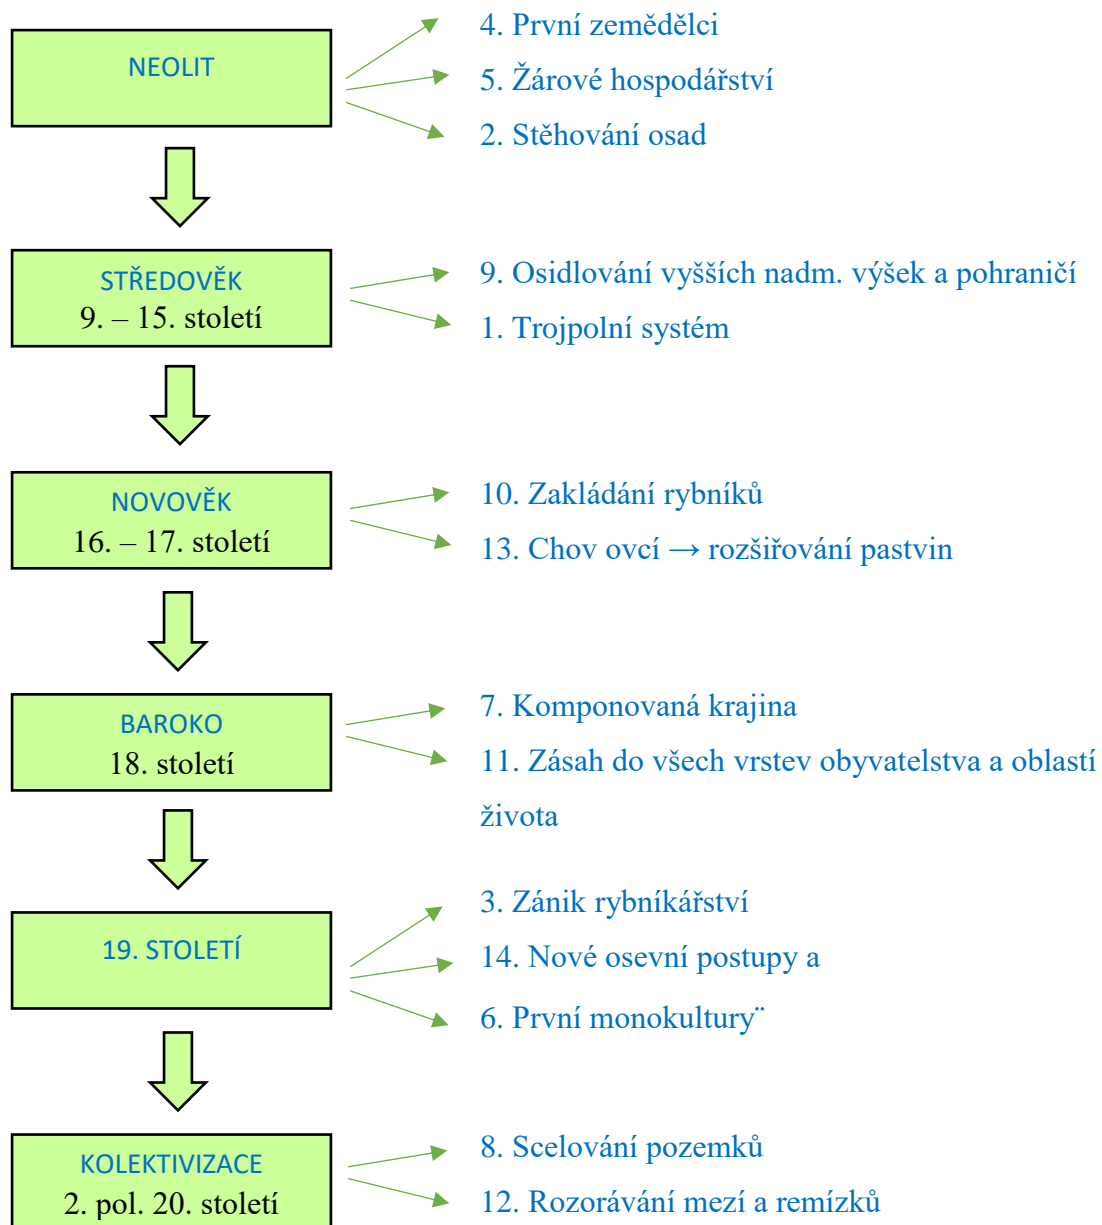 NEOLIT
4. První zemědělci
5. Žárové hospodářství
2. Stěhování osad
STŘEDOVĚK
9. – 15. století
9. Osidlování vyšších nadm. výšek a pohraničí
1. Trojpolní systém
NOVOVĚK
16. – 17. století
10. Zakládání rybníků
13. Chov ovcí → rozšiřování pastvin
BAROKO
18. století
7. Komponovaná krajina
11. Zásah do všech vrstev obyvatelstva a oblastí
života
19. STOLETÍ
3. Zánik rybníkářství
14. Nové osevní postupy a
6. První monokultury¨
KOLEKTIVIZACE
2. pol. 20. století
8. Scelování pozemků
12. Rozorávání mezí a remízků